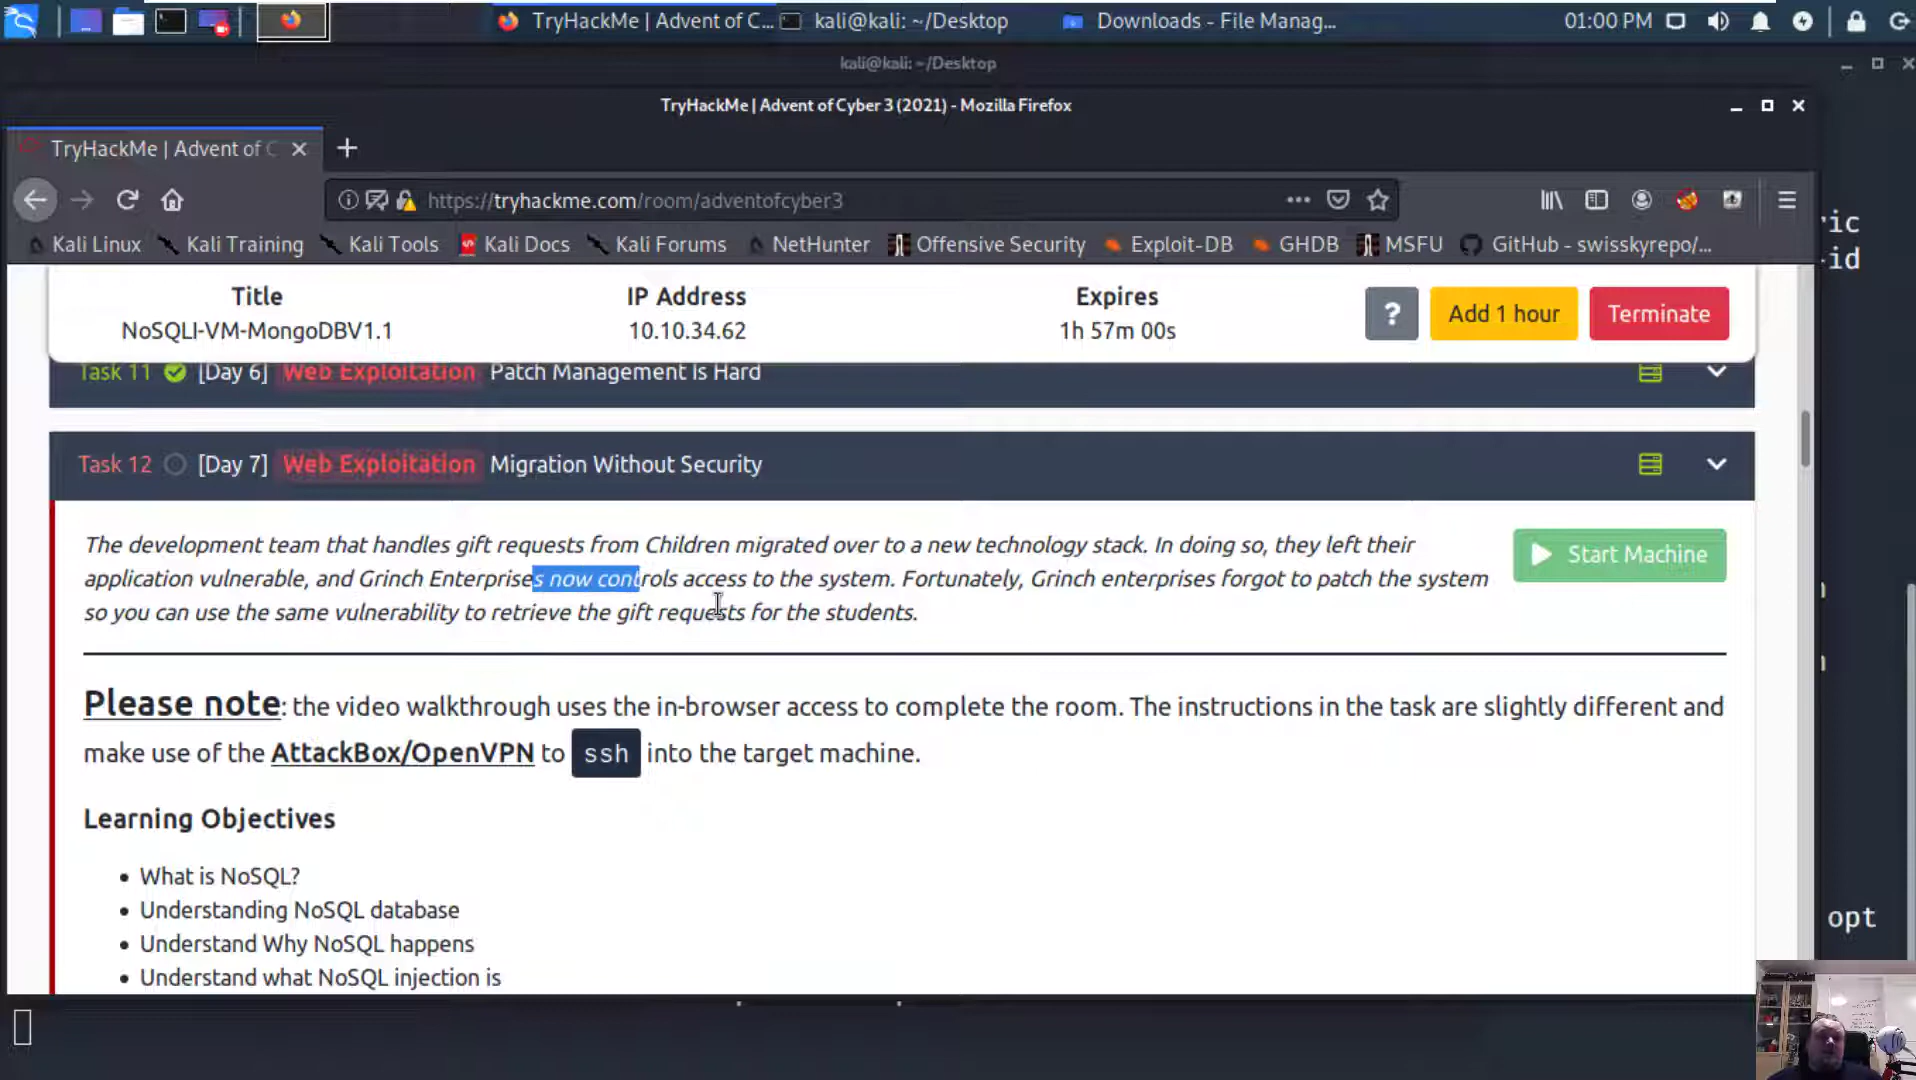 TryHackMe | Advent of C...
kali@kali: ~/Desktop
Downloads - File Manag...
01:00 PM
kali@kali: ~/Desktop
TryHackMe | Advent of Cyber 3 (2021) - Mozilla Firefox
TryHackMe | Advent of C
https://tryhackme.com/room/adventofcyber3
Kali Linux
Kali Training
Kali Tools
Kali Docs
Kali Forums
NetHunter
Offensive Security
Exploit-DB
GHDB
MSFU
GitHub - swisskyrepo/...
ric
-id
Title
IP Address
Expires
NoSQLI-VM-MongoDBV1.1
10.10.34.62
1h 57m 00s
?
Add 1 hour
Terminate
Task 11
[Day 6] Web Exploitation Patch Management Is Hard
Task 12
[Day 7] Web Exploitation Migration Without Security
The development team that handles gift requests from Children migrated over to a new technology stack. In doing so, they left their
application vulnerable, and Grinch Enterprises now controls access to the system. Fortunately, Grinch enterprises forgot to patch the system
so you can use the same vulnerability to retrieve the gift requests for the students.
Start Machine
Please note: the video walkthrough uses the in-browser access to complete the room. The instructions in the task are slightly different and
make use of the AttackBox/OpenVPN to ssh into the target machine.
Learning Objectives
• What is NoSQL?
• Understanding NoSQL database
• Understand Why NoSQL happens
• Understand what NoSQL injection is
opt